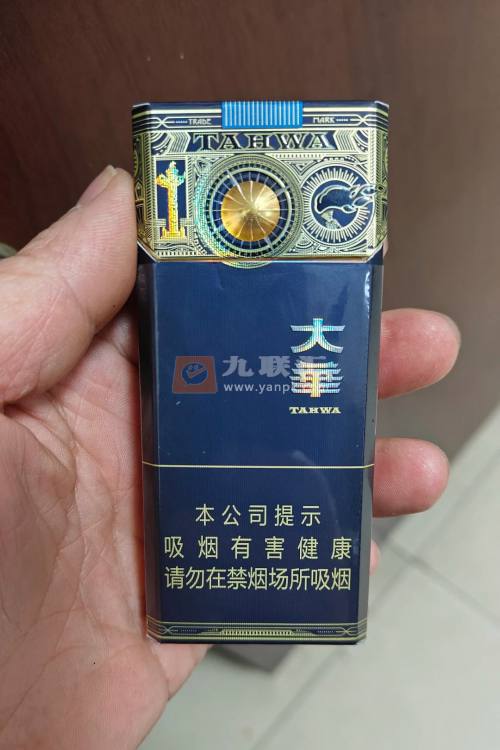 TRADE MARK
TAHWA
大
華
TAHWA
九联
www.yanp
本公司提示
吸烟有害健康
请勿在禁烟场所吸烟